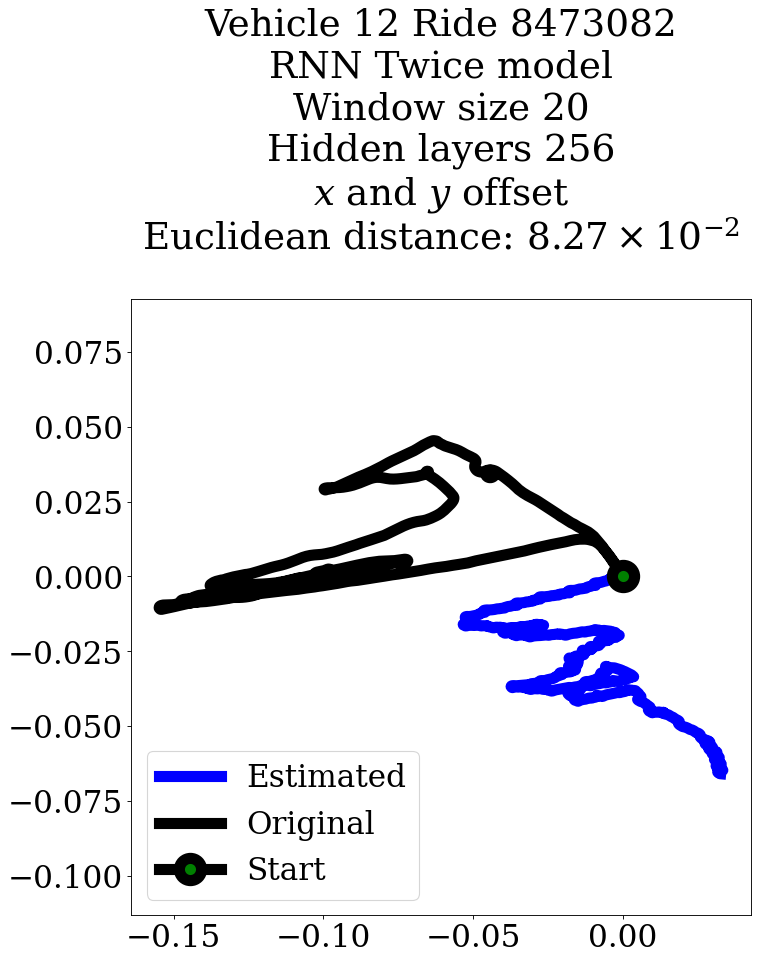 Vehicle 12 Ride 8473082
RNN Twice model
Window size 20
Hidden layers 256
x and y offset
Euclidean distance: 8.27 × 10⁻²
0.075
0.050
0.025
0.000
−0.025
−0.050
−0.075
−0.100
Estimated
Original
Start
−0.15 −0.10 −0.05 0.00